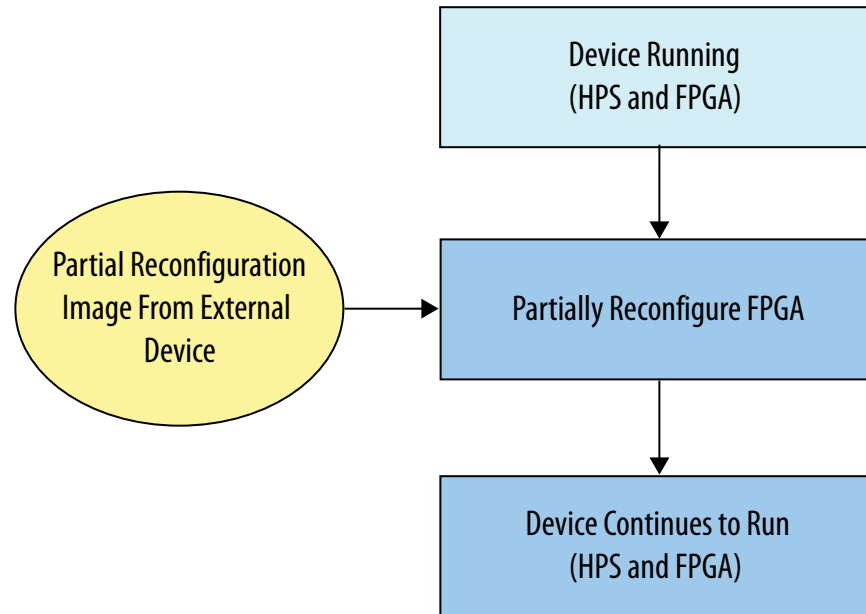 Device Running
(HPS and FPGA)
Partial Reconfiguration
Image From External
Device
Partially Reconfigure FPGA
Device Continues to Run
(HPS and FPGA)